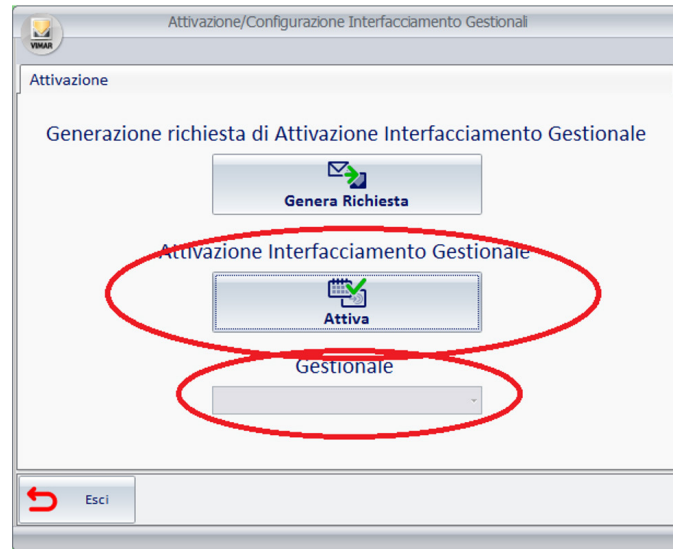 Attivazione/Configurazione Interfacciamento Gestionali
VIMAR
Attivazione
Generazione richiesta di Attivazione Interfacciamento Gestionale
Genera Richiesta
Attivazione Interfacciamento Gestionale
Attiva
Gestionale
Esci